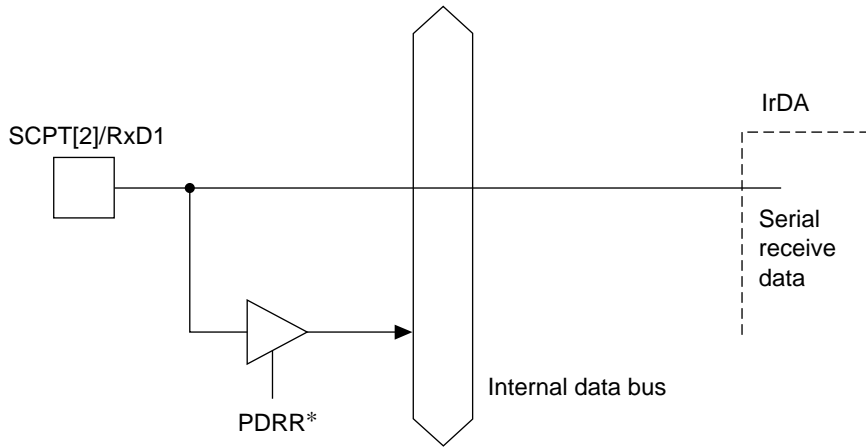 IrDA
SCPT[2]/RxD1
Serial
receive
data
Internal data bus
PDRR*